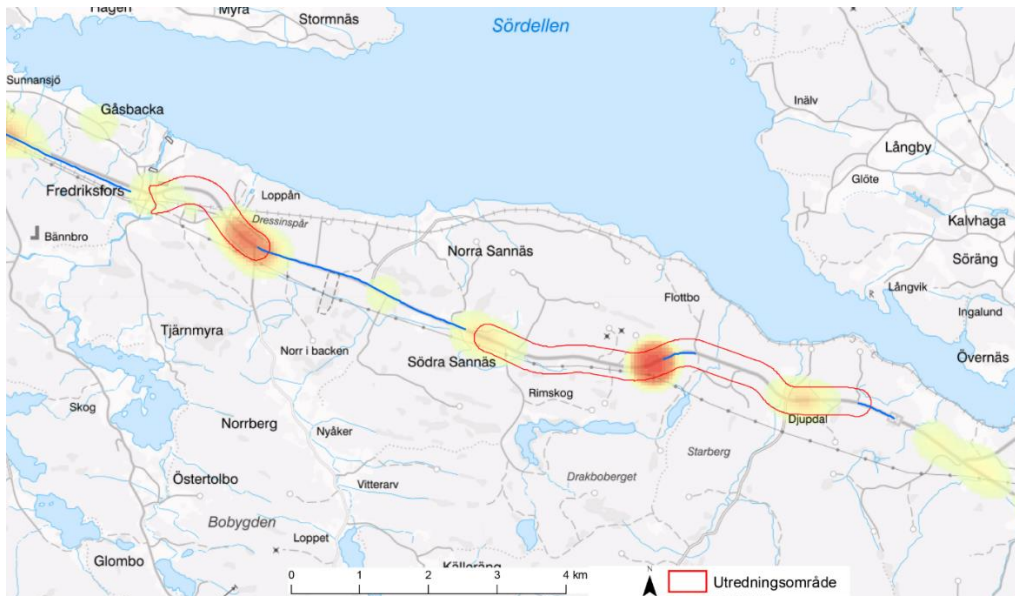 Hagen
Myra
Stormnäs
Sördellen
Sunnansjö
Gåsbacka
Inälv
Långby
Fredriksfors
Loppån
Glöte
Dressinspår
Kalvhaga
Bännbro
Norra Sannäs
Söräng
Långvik
Flottbo
Ingalund
Tjärnmyra
Norr i backen
Södra Sannäs
Övernäs
Rimskog
Skog
Djupdal
Norrberg
Nyåker
Starberg
Östertolbo
Vitterarv
Drakboberget
Bobygden
Loppet
Glombo
Källeräng
0 1 2 3 4 km
N
Utredningsområde